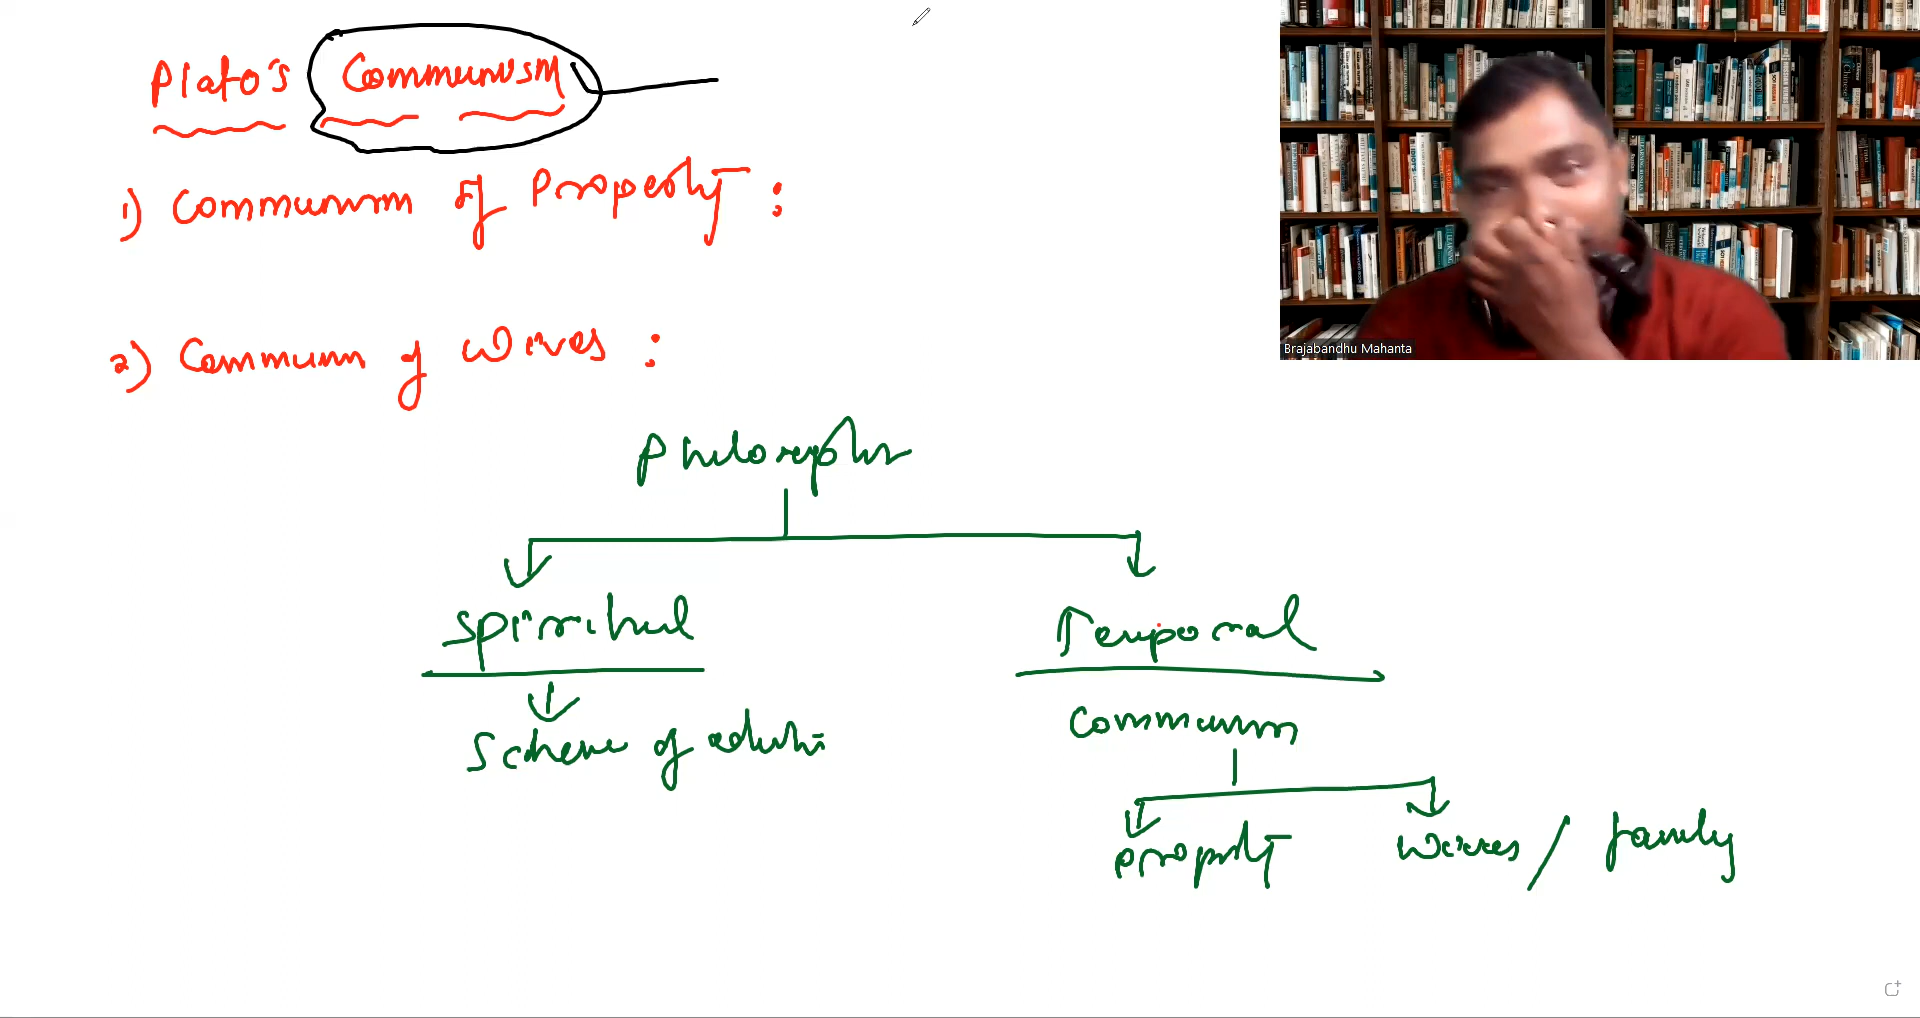 Plato's Communism
1) Communism of Property :
2) Communism of Wives :
Brajabandhu Mahanta
Philosopher
Spiritual
Temporal
Scheme of
Communism
Property
Wives / family